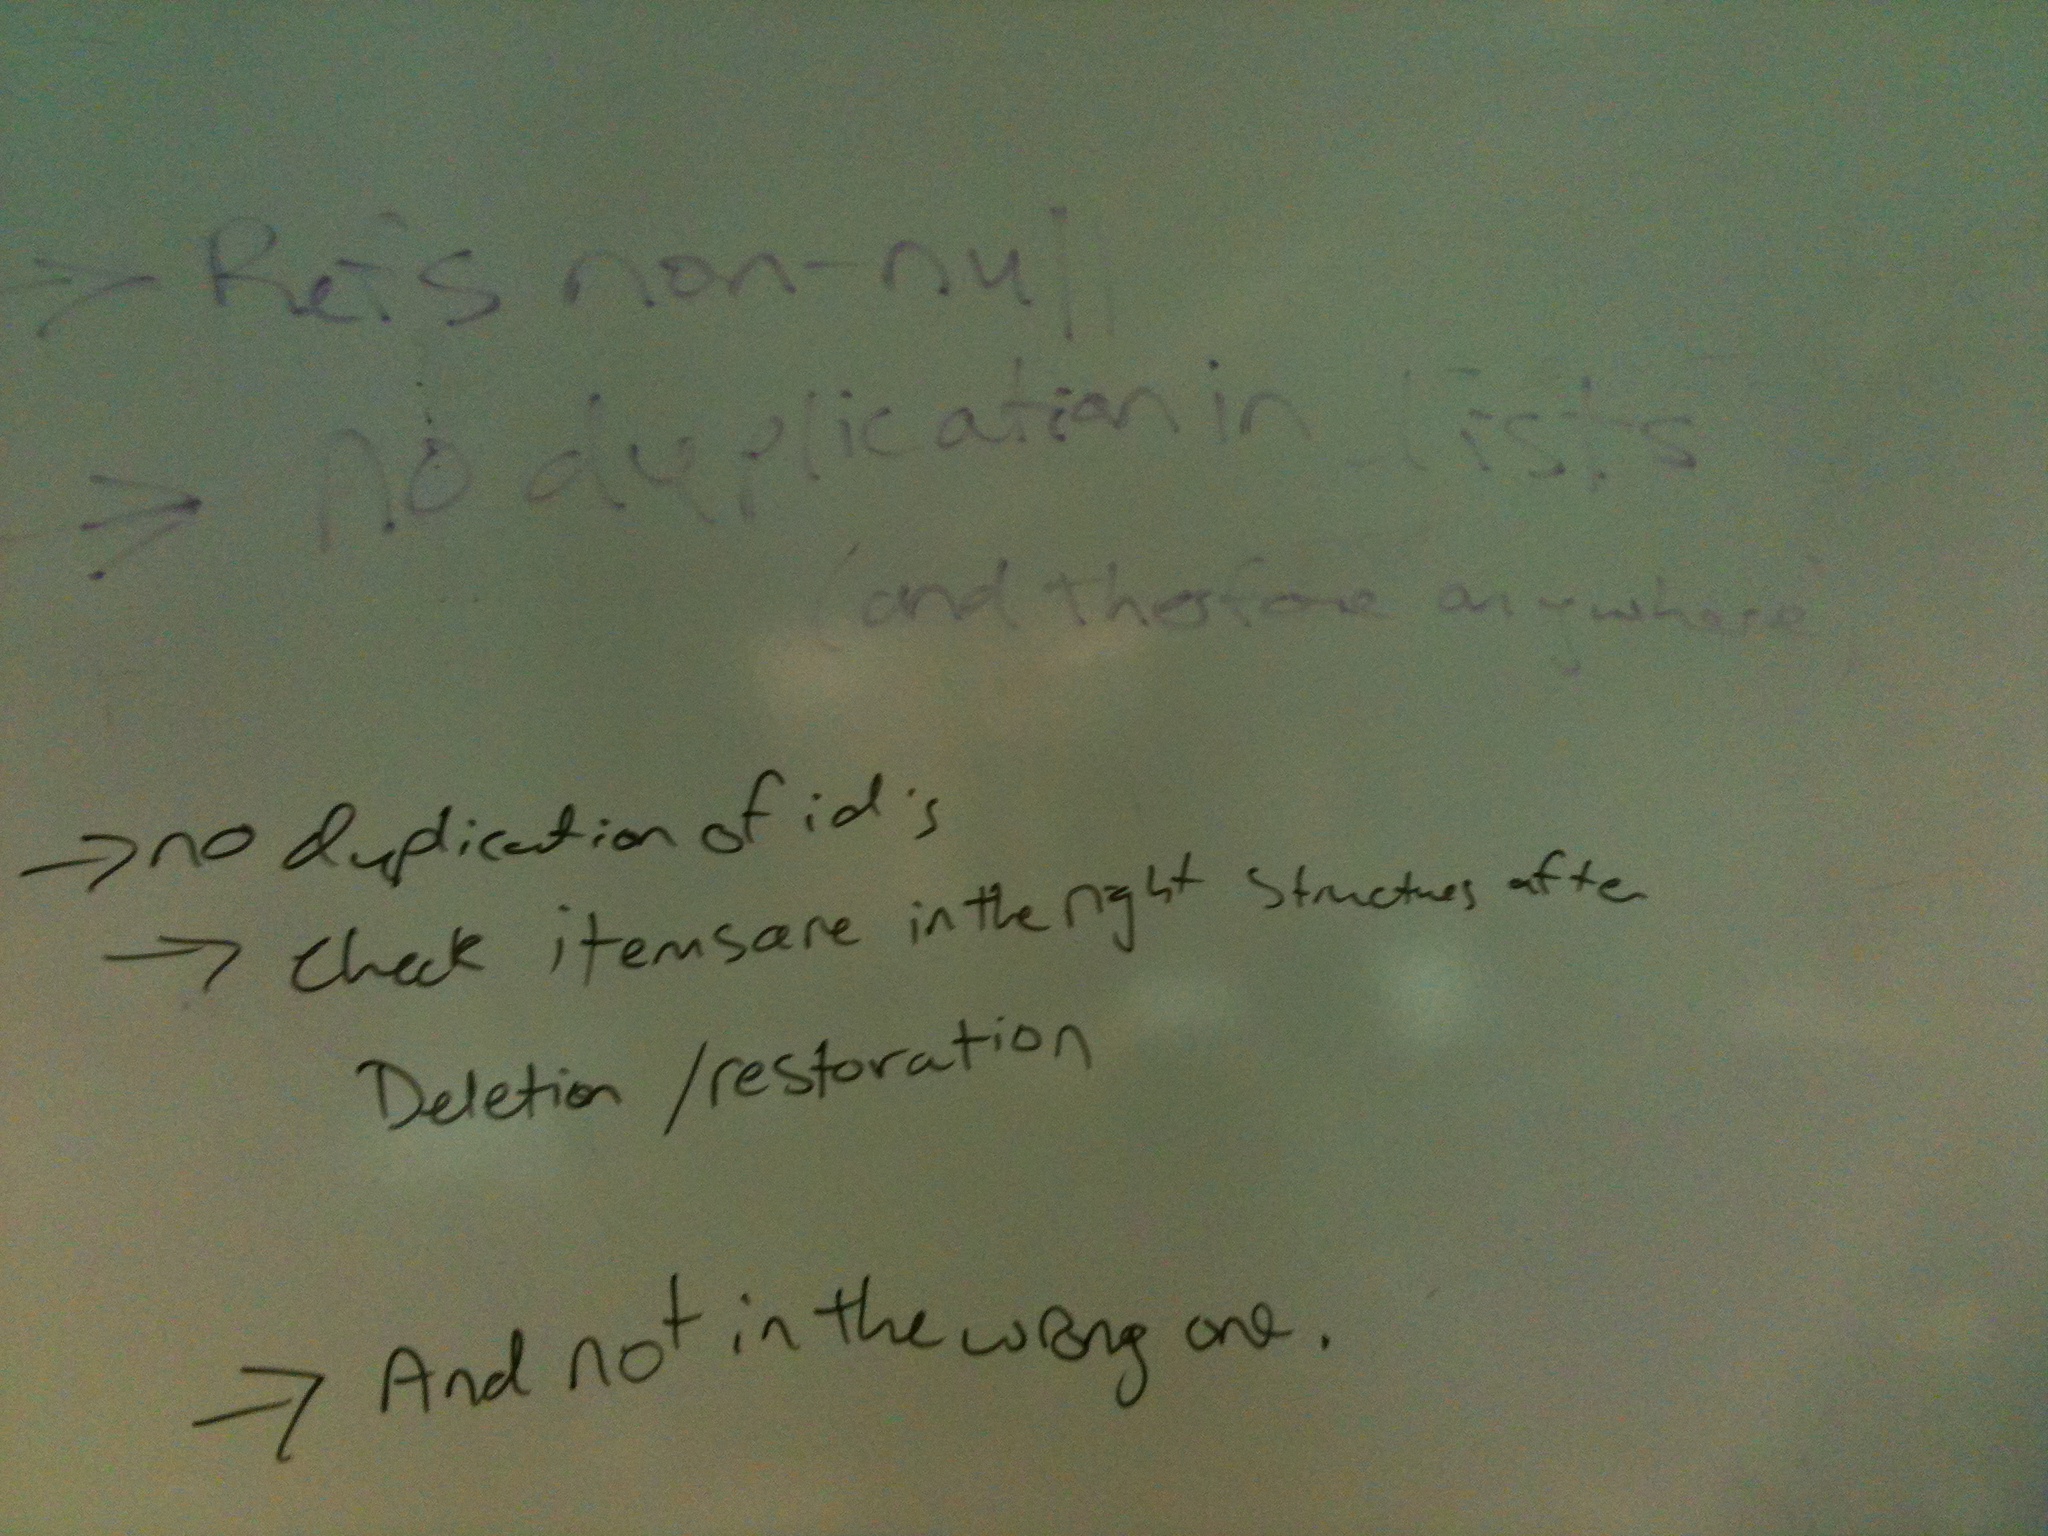 → Refs non-null
→ no duplication in lists
(and therefore anywhere)
→ no duplication of id's
→ Check items are in the right structures after
Deletion / restoration
→ And not in the wrong one.